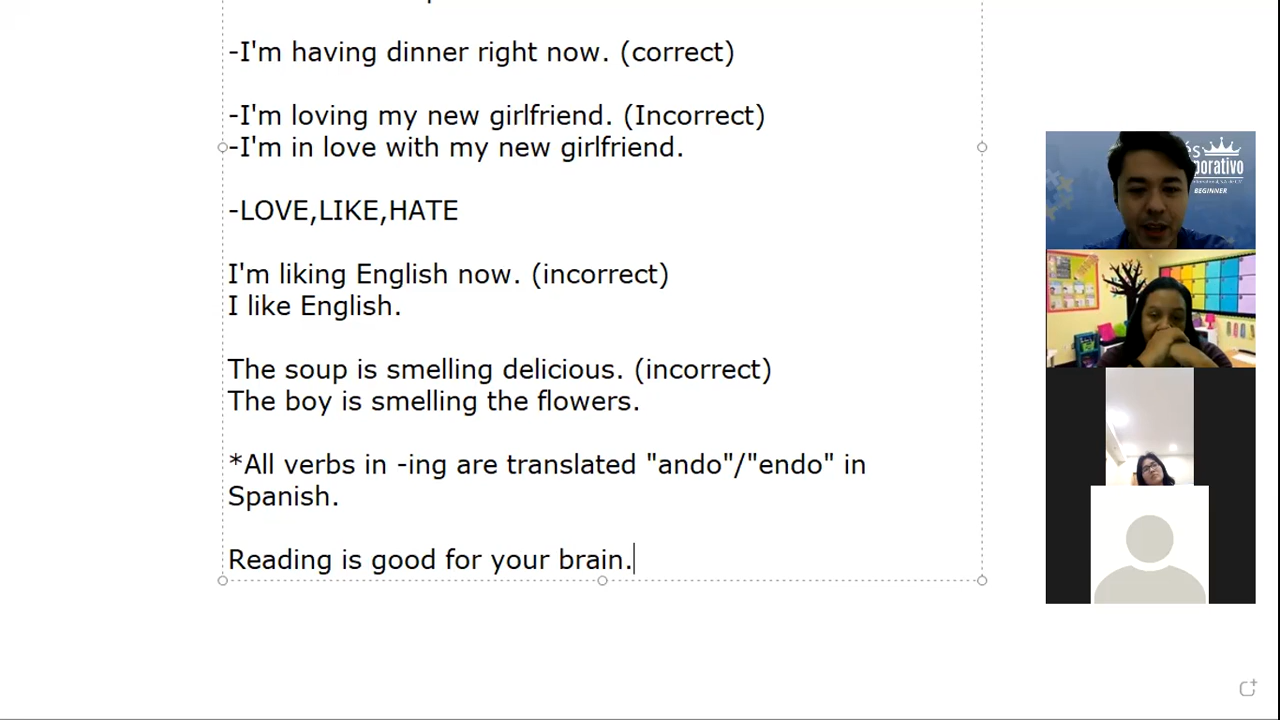 -I'm having dinner right now. (correct)
-I'm loving my new girlfriend. (Incorrect)
-I'm in love with my new girlfriend.
-LOVE,LIKE,HATE
I'm liking English now. (incorrect)
I like English.
The soup is smelling delicious. (incorrect)
The boy is smelling the flowers.
*All verbs in -ing are translated "ando"/"endo" in
Spanish.
Reading is good for your brain.
BEGINNER